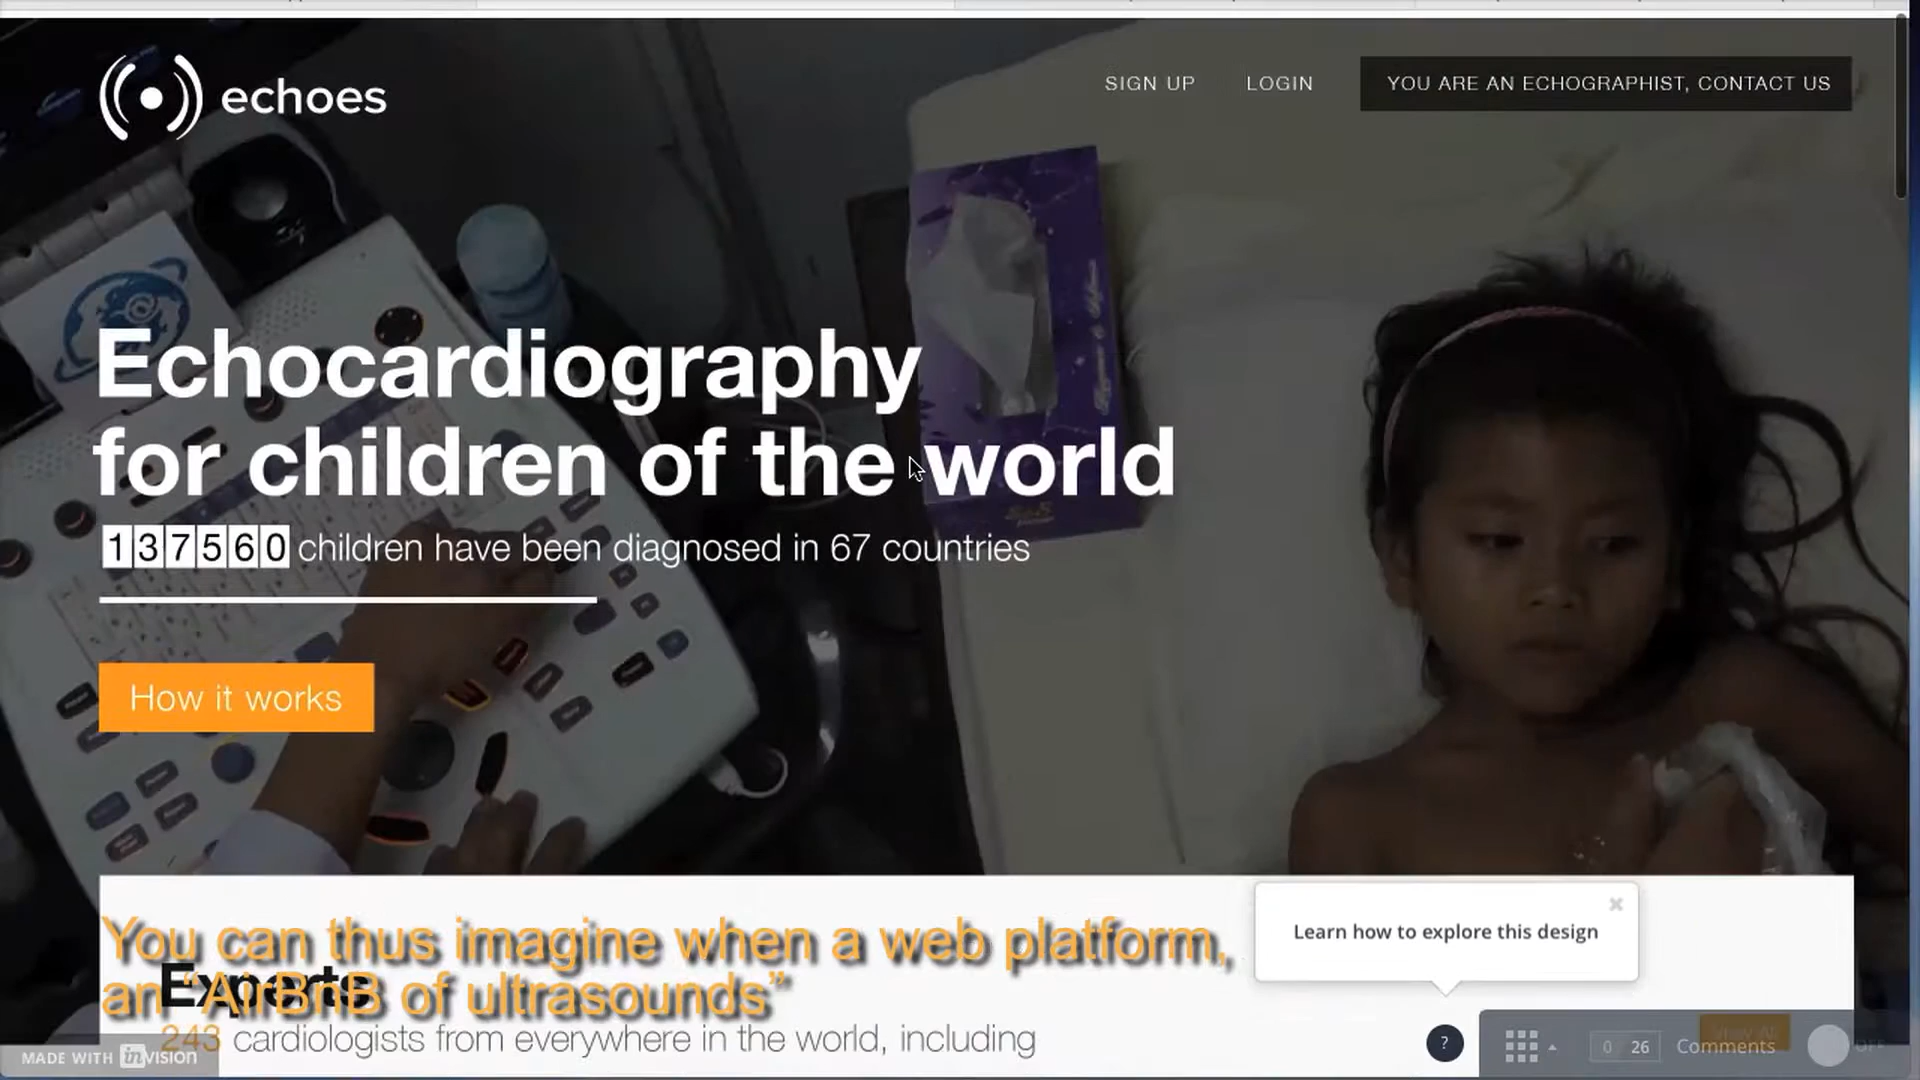 echoes
SIGN UP
LOGIN
YOU ARE AN ECHOGRAPHIST, CONTACT US
Echocardiography
for children of the world
137560 children have been diagnosed in 67 countries
How it works
You can thus imagine when a web platform,
an "AirBnB of ultrasounds"
Experts
243 cardiologists from everywhere in the world, including
Learn how to explore this design
MADE WITH invision
?
0
26
Comments